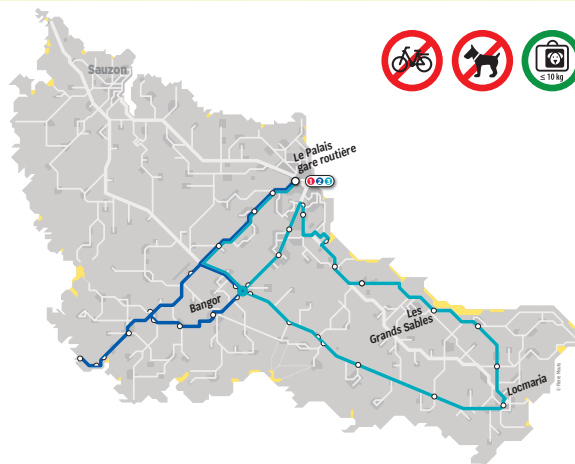 ≤ 10 kg
Sauzon
Le Palais
gare routière
1 2 3
Bangor
Les
Grands Sables
Locmaria